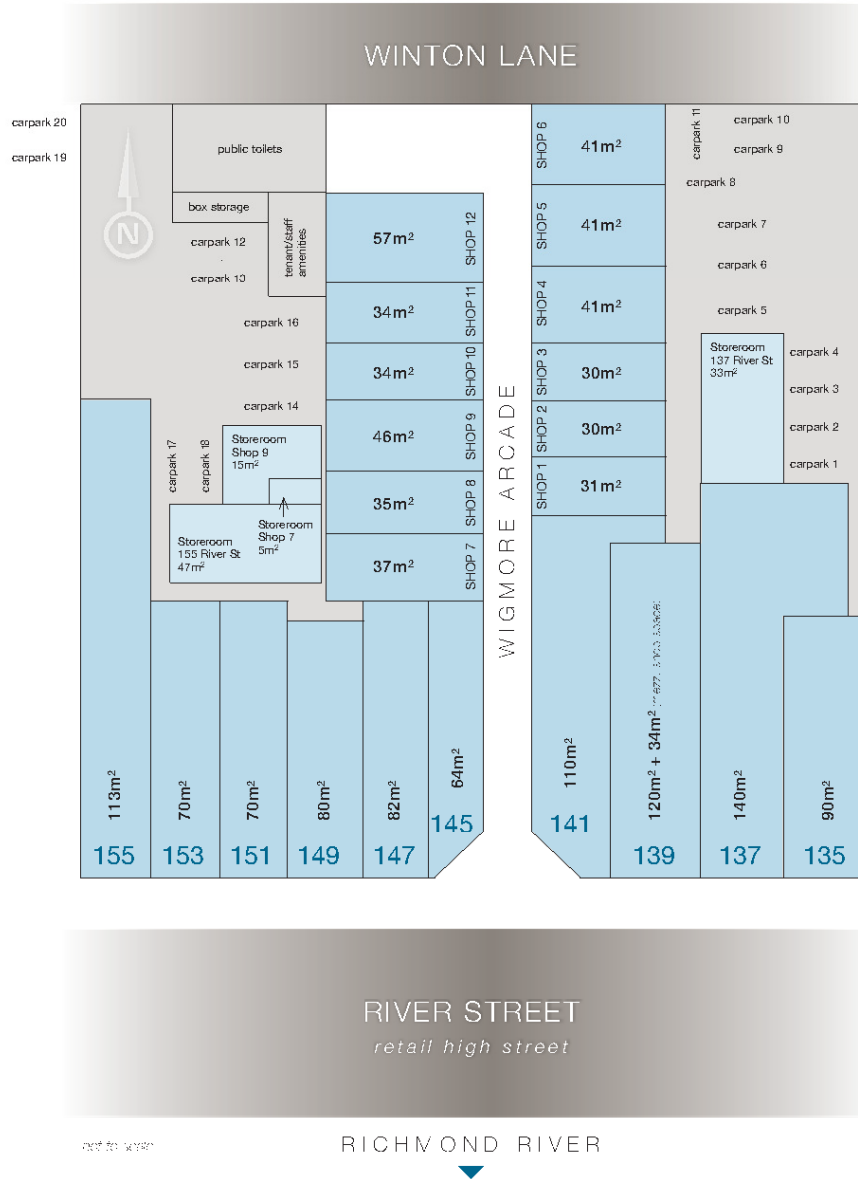 WINTON LANE
carpark 20
carpark 19
N
public toilets
box storage
tenant/staff
amenities
carpark 12
carpark 13
carpark 16
carpark 15
carpark 14
carpark 17
carpark 18
Storeroom
Shop 9
15m²
Storeroom
Shop 7
5m²
Storeroom
155 River St
47m²
57m²
SHOP 12
34m²
SHOP 11
34m²
SHOP 10
46m²
SHOP 9
35m²
SHOP 8
37m²
SHOP 7
WIGMORE ARCADE
SHOP 6
41m²
SHOP 5
41m²
SHOP 4
41m²
SHOP 3
30m²
SHOP 2
30m²
SHOP 1
31m²
carpark 11
carpark 10
carpark 9
carpark 8
carpark 7
carpark 6
carpark 5
Storeroom
137 River St
33m²
carpark 4
carpark 3
carpark 2
carpark 1
113m²
155
70m²
153
70m²
151
80m²
149
82m²
147
64m²
145
110m²
141
120m² + 34m²
139
140m²
137
90m²
135
RIVER STREET
retail high street
not to scale
RICHMOND RIVER